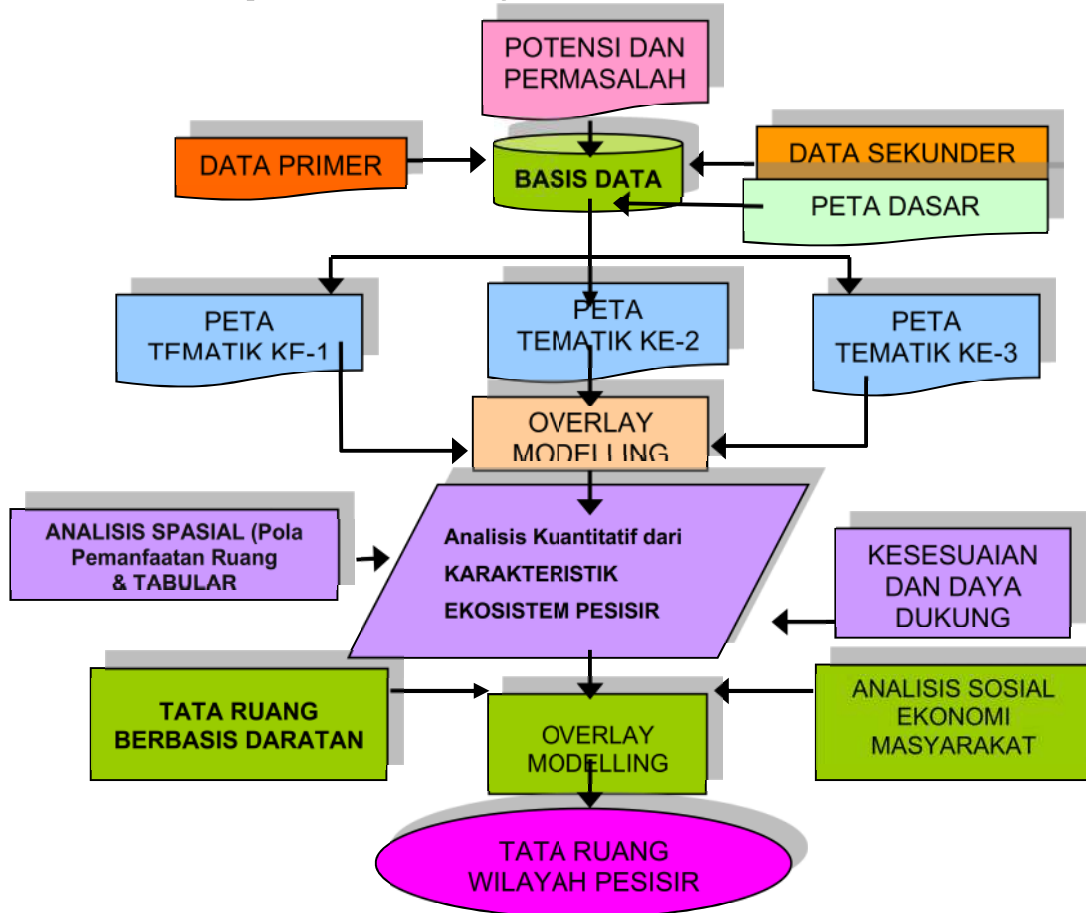 POTENSI DAN
PERMASALAH
DATA PRIMER
BASIS DATA
DATA SEKUNDER
PETA DASAR
PETA
TEMATIK KE-1
PETA
TEMATIK KE-2
PETA
TEMATIK KE-3
OVERLAY
MODELLING
ANALISIS SPASIAL (Pola
Pemanfaatan Ruang
& TABULAR
Analisis Kuantitatif dari
KARAKTERISTIK
EKOSISTEM PESISIR
KESESUAIAN
DAN DAYA
DUKUNG
TATA RUANG
BERBASIS DARATAN
OVERLAY
MODELLING
ANALISIS SOSIAL
EKONOMI
MASYARAKAT
TATA RUANG
WILAYAH PESISIR